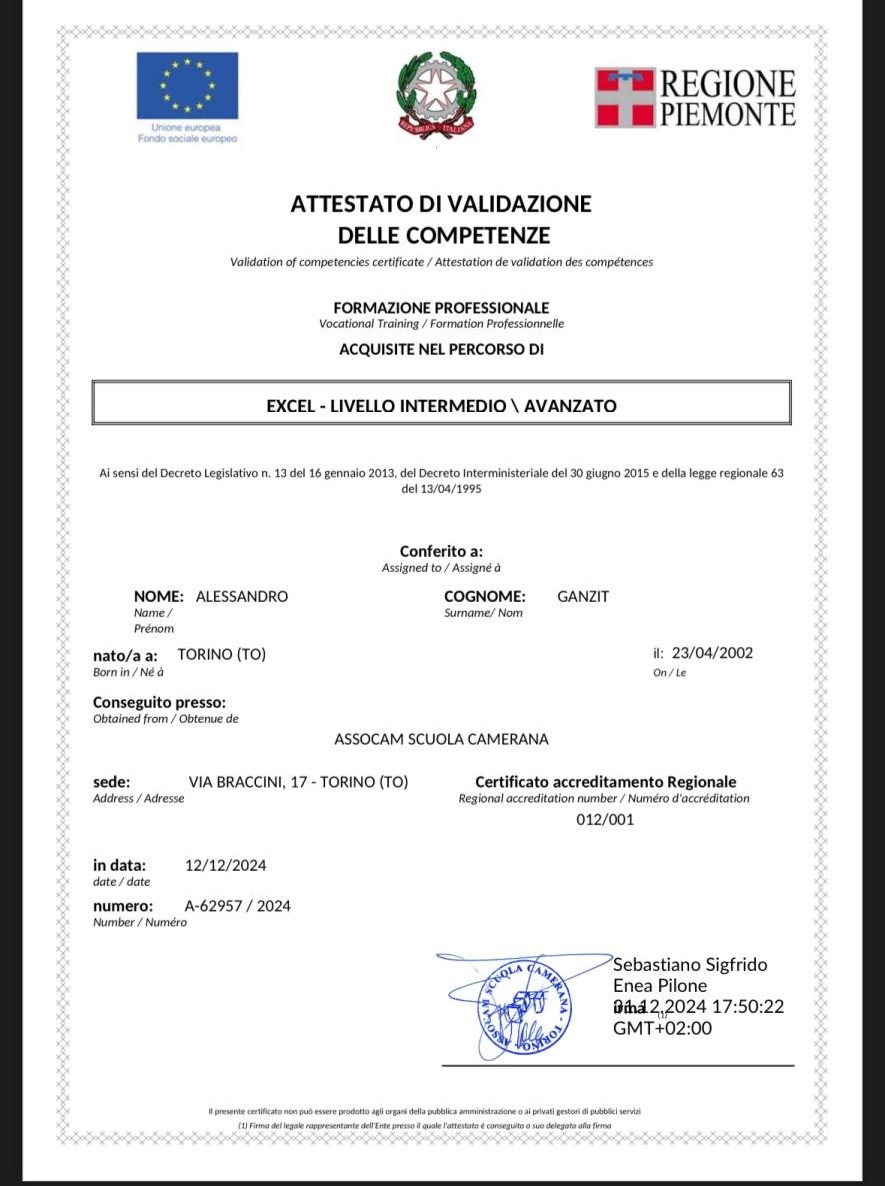 Unione europea
Fondo sociale europeo
REPVBBLICA ITALIANA
REGIONE
PIEMONTE
ATTESTATO DI VALIDAZIONE
DELLE COMPETENZE
Validation of competencies certificate / Attestation de validation des compétences
FORMAZIONE PROFESSIONALE
Vocational Training / Formation Professionnelle
ACQUISITE NEL PERCORSO DI
EXCEL - LIVELLO INTERMEDIO \ AVANZATO
Ai sensi del Decreto Legislativo n. 13 del 16 gennaio 2013, del Decreto Interministeriale del 30 giugno 2015 e della legge regionale 63
del 13/04/1995
Conferito a:
Assigned to / Assigné à
NOME: ALESSANDRO COGNOME: GANZIT
Name / Surname/ Nom
Prénom
nato/a a: TORINO (TO) il: 23/04/2002
Born in / Né à On / Le
Conseguito presso:
Obtained from / Obtenue de
ASSOCAM SCUOLA CAMERANA
sede: VIA BRACCINI, 17 - TORINO (TO) Certificato accreditamento Regionale
Address / Adresse Regional accreditation number / Numéro d'accréditation
012/001
in data: 12/12/2024
date / date
numero: A-62957 / 2024
Number / Numéro
ASSOCAM SCUOLA CAMERANA - TORINO
Sebastiano Sigfrido
Enea Pilone
12,2024 17:50:22
(1)
GMT+02:00
Il presente certificato non può essere prodotto agli organi della pubblica amministrazione o ai privati gestori di pubblici servizi
(1) Firma del legale rappresentante dell'Ente presso il quale l'attestato è conseguito o suo delegato alla firma